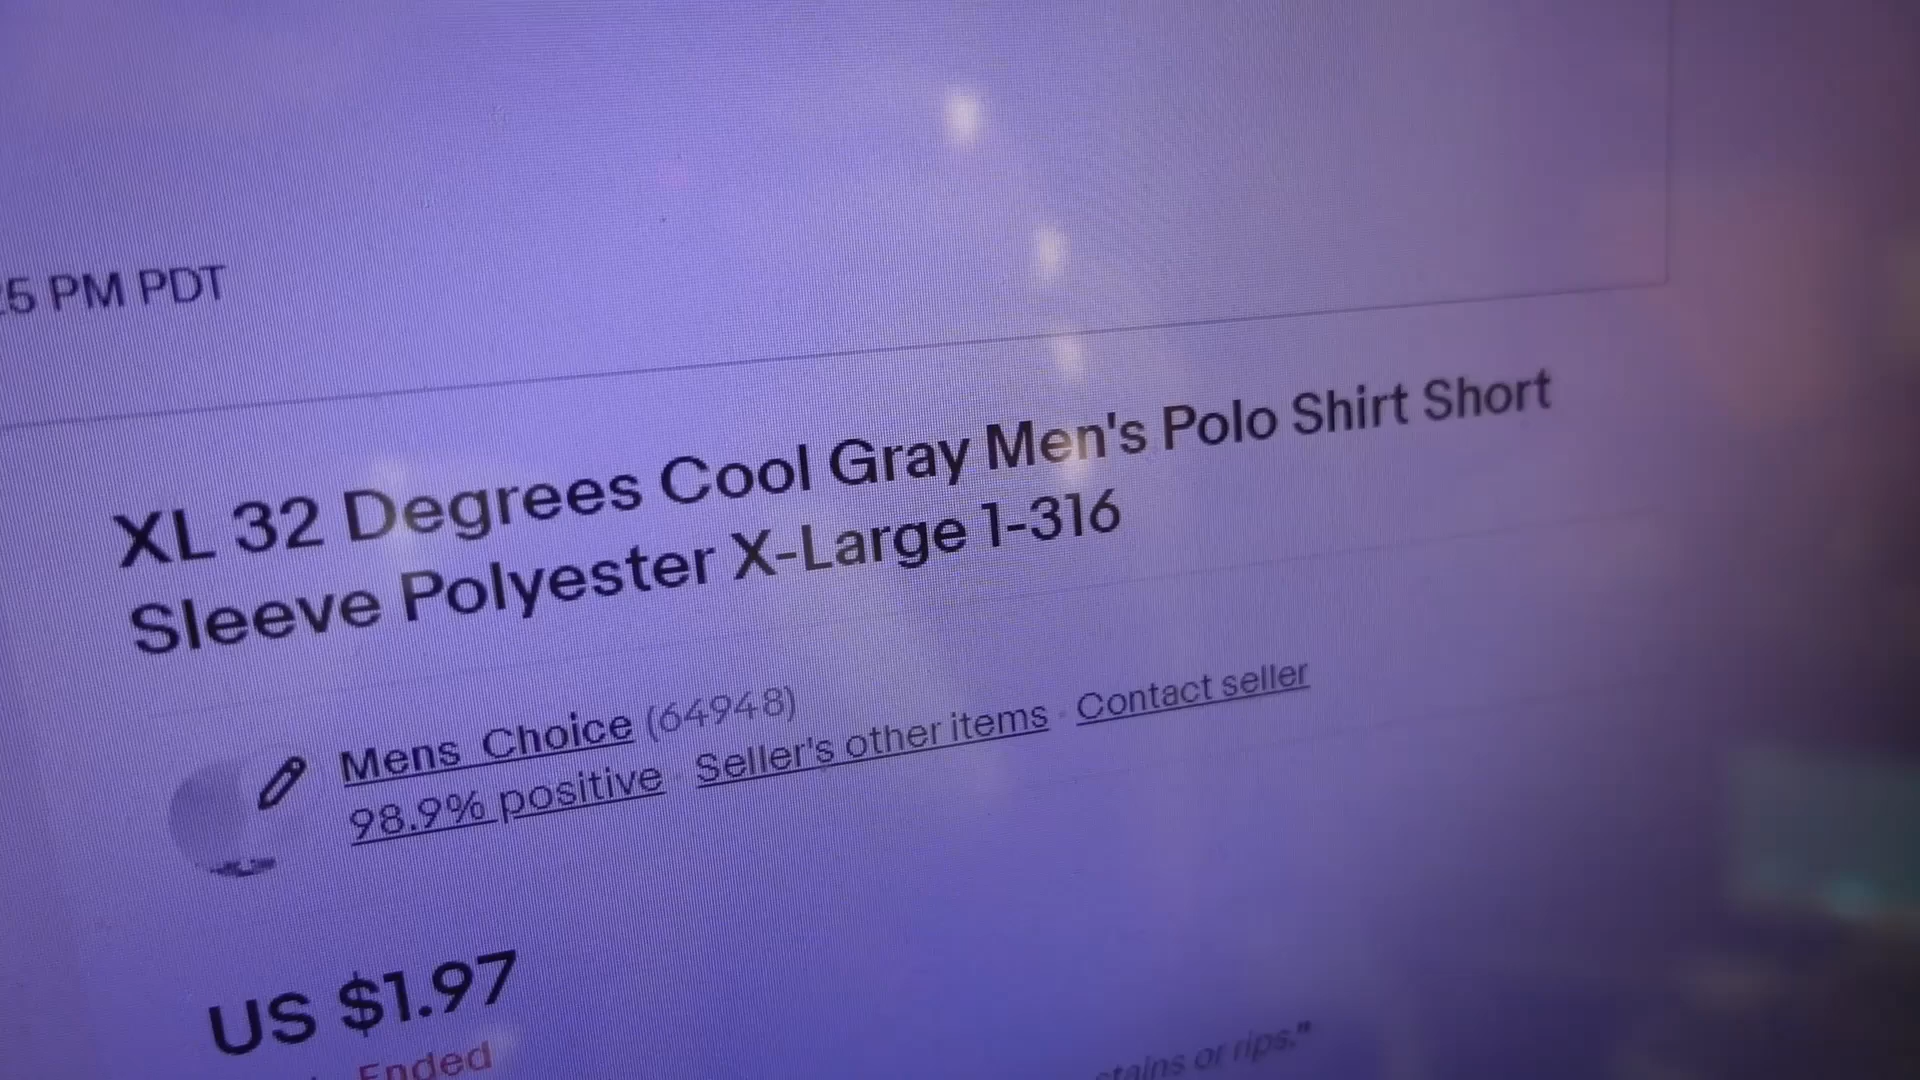 5 PM PDT
XL 32 Degrees Cool Gray Men's Polo Shirt Short
Sleeve Polyester X-Large 1-316
Mens_Choice (64948)
98.9% positive · Seller's other items · Contact seller
US $1.97
Ended
stains or rips."